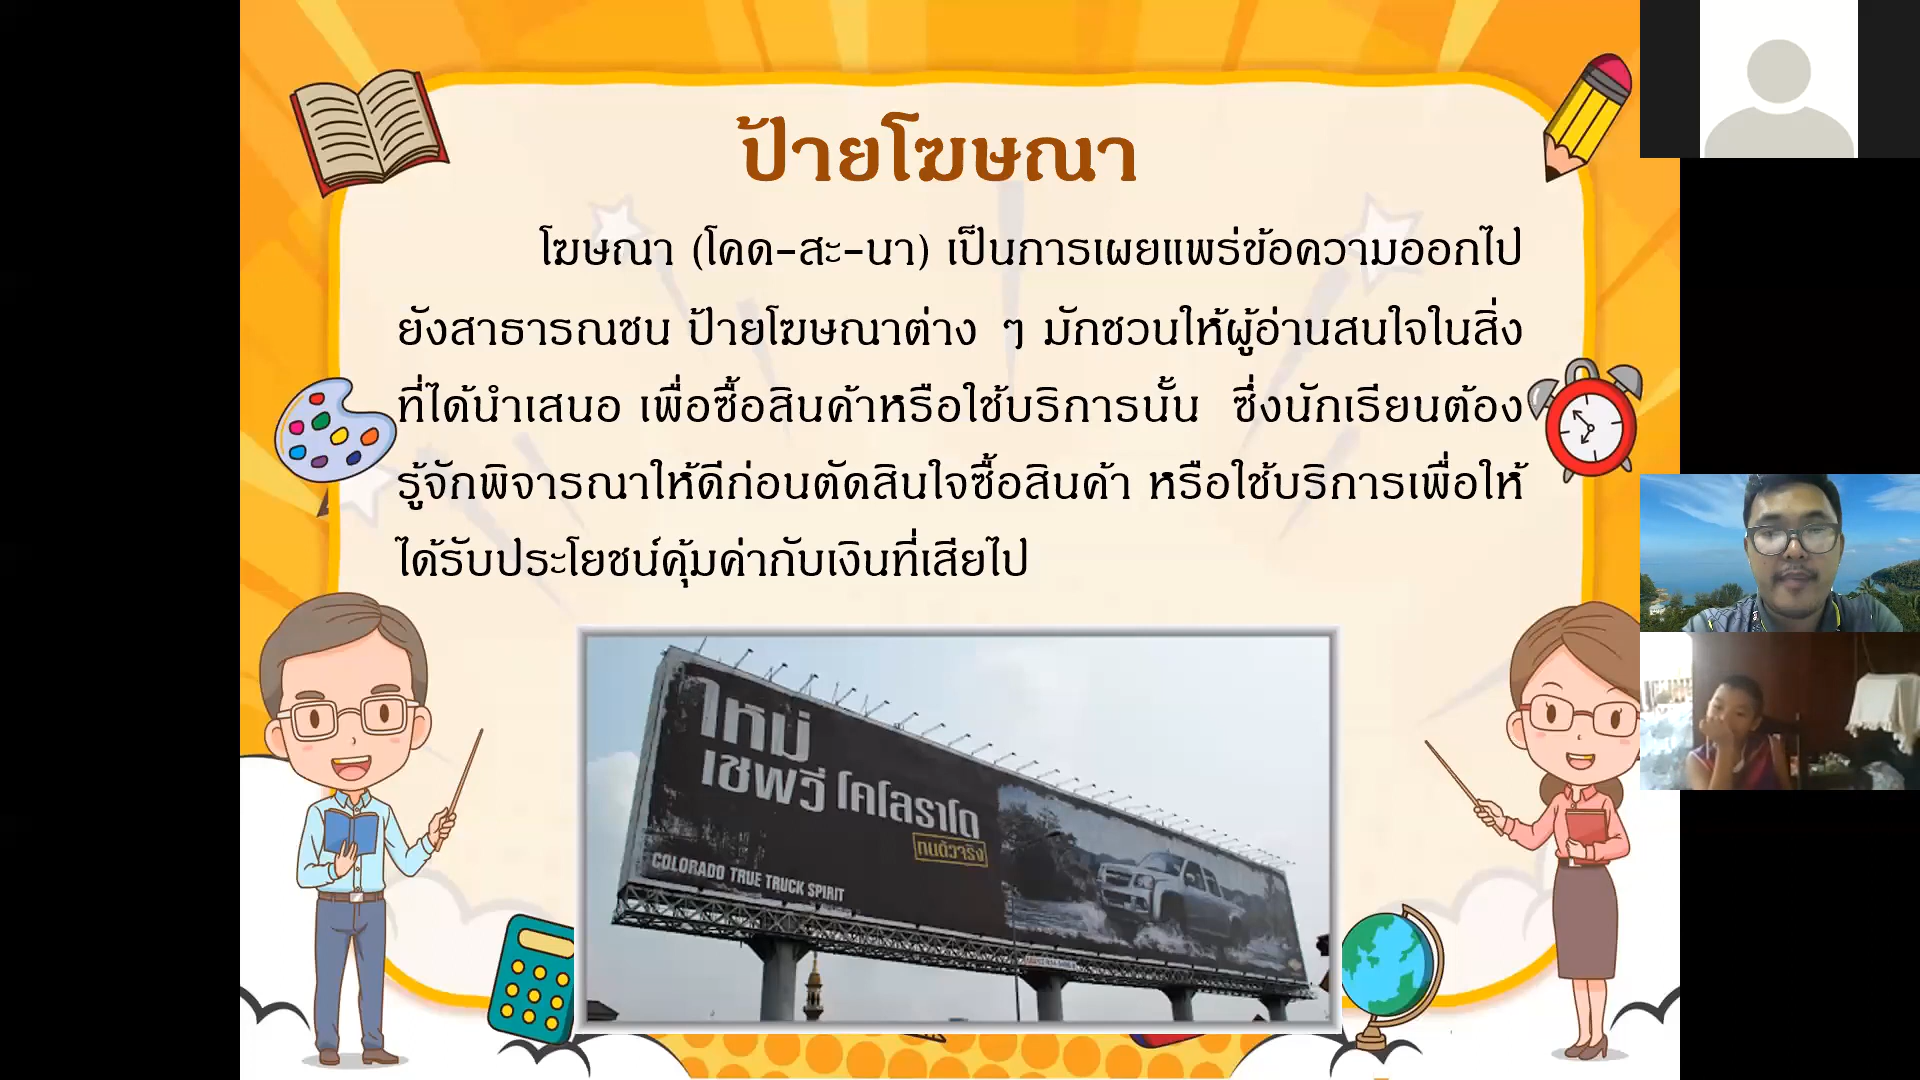 ป้ายโฆษณา
โฆษณา (โคด-สะ-นา) เป็นการเผยแพร่ข้อความออกไป
ยังสาธารณชน ป้ายโฆษณาต่าง ๆ มักชวนให้ผู้อ่านสนใจในสิ่ง
ที่ได้นำเสนอ เพื่อซื้อสินค้าหรือใช้บริการนั้น ซึ่งนักเรียนต้อง
รู้จักพิจารณาให้ดีก่อนตัดสินใจซื้อสินค้า หรือใช้บริการเพื่อให้
ได้รับประโยชน์คุ้มค่ากับเงินที่เสียไป
ใหม่
เชฟวี่ โคโลราโด
ทนตัวจริง
COLORADO TRUE TRUCK SPIRIT